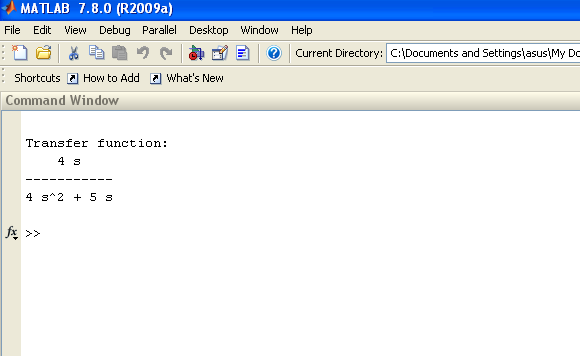 MATLAB 7.8.0 (R2009a)
File Edit View Debug Parallel Desktop Window Help
Current Directory: C:\Documents and Settings\asus\My Do
Shortcuts How to Add What's New
Command Window
Transfer function:
4 s
-----------
4 s^2 + 5 s
fx >>